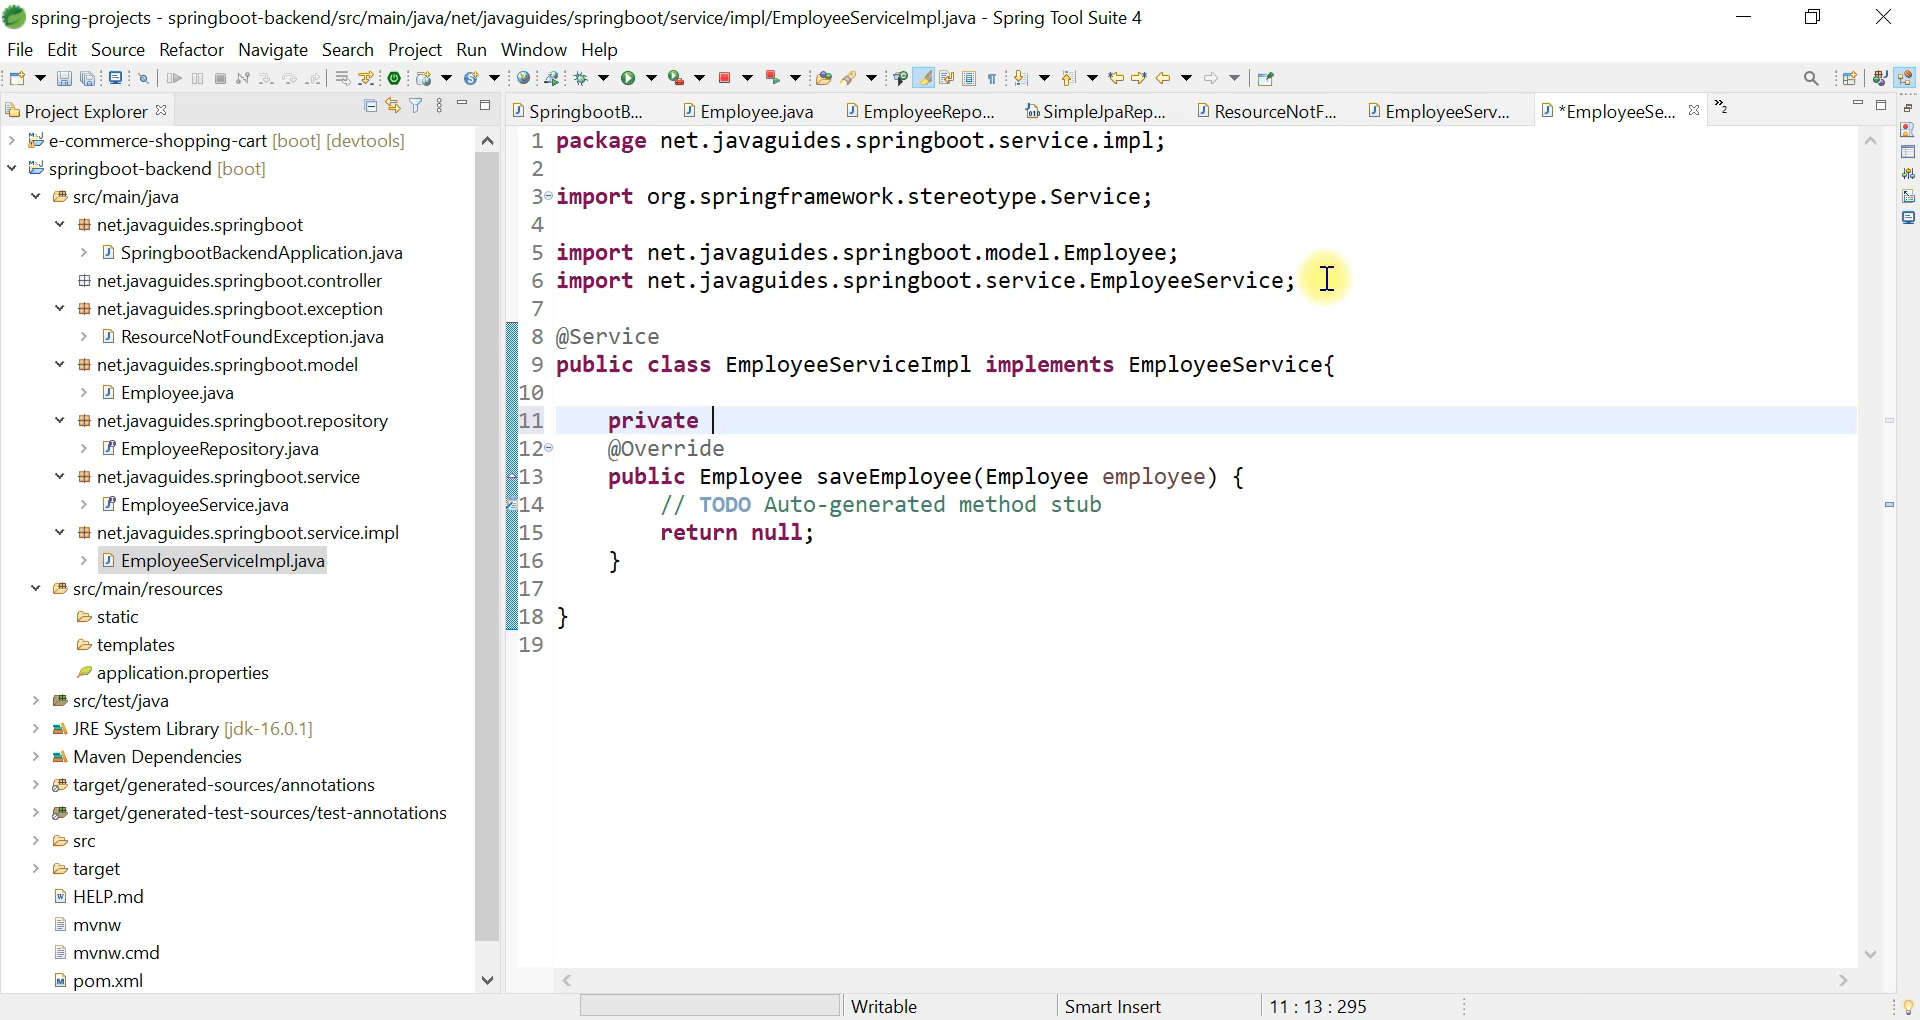 spring-projects - springboot-backend/src/main/java/net/javaguides/springboot/service/impl/EmployeeServiceImpl.java - Spring Tool Suite 4
File Edit Source Refactor Navigate Search Project Run Window Help
Project Explorer
SpringbootB... Employee.java EmployeeRepo... SimpleJpaRep... ResourceNotF... EmployeeServ... *EmployeeSe... »2
e-commerce-shopping-cart [boot] [devtools]
springboot-backend [boot]
src/main/java
net.javaguides.springboot
SpringbootBackendApplication.java
net.javaguides.springboot.controller
net.javaguides.springboot.exception
ResourceNotFoundException.java
net.javaguides.springboot.model
Employee.java
net.javaguides.springboot.repository
EmployeeRepository.java
net.javaguides.springboot.service
EmployeeService.java
net.javaguides.springboot.service.impl
EmployeeServiceImpl.java
src/main/resources
static
templates
application.properties
src/test/java
JRE System Library [jdk-16.0.1]
Maven Dependencies
target/generated-sources/annotations
target/generated-test-sources/test-annotations
src
target
HELP.md
mvnw
mvnw.cmd
pom.xml
1 package net.javaguides.springboot.service.impl;
2
3 import org.springframework.stereotype.Service;
4
5 import net.javaguides.springboot.model.Employee;
6 import net.javaguides.springboot.service.EmployeeService;
7
8 @Service
9 public class EmployeeServiceImpl implements EmployeeService{
10
11 private
12 @Override
13 public Employee saveEmployee(Employee employee) {
14 // TODO Auto-generated method stub
15 return null;
16 }
17
18 }
19
Writable Smart Insert 11 : 13 : 295